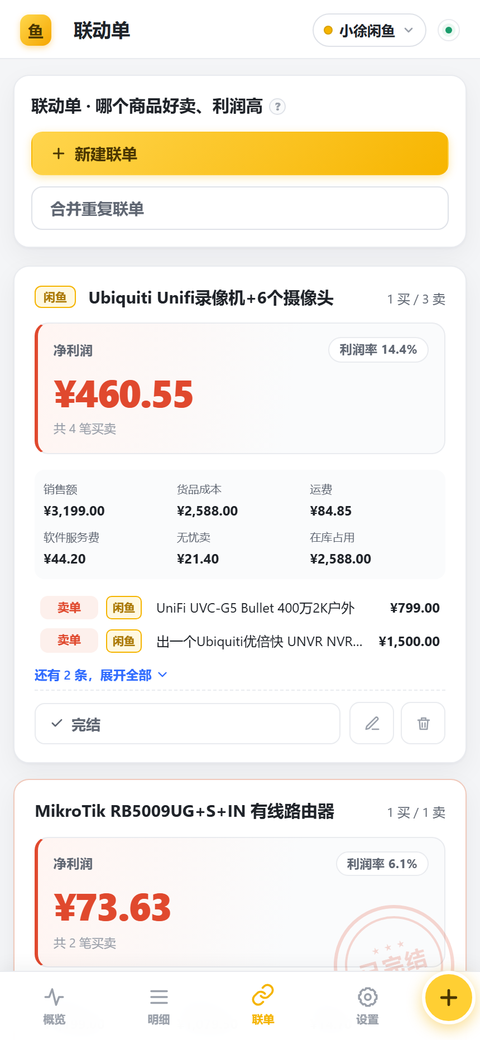 鱼 联动单 小徐闲鱼
联动单 · 哪个商品好卖、利润高 ?
+ 新建联单
合并重复联单
闲鱼 Ubiquiti Unifi录像机+6个摄像头 1 买 / 3 卖
净利润 利润率 14.4%
¥460.55
共 4 笔买卖
销售额 货品成本 运费
¥3,199.00 ¥2,588.00 ¥84.85
软件服务费 无忧卖 在库占用
¥44.20 ¥21.40 ¥2,588.00
卖单 闲鱼 UniFi UVC-G5 Bullet 400万2K户外 ¥799.00
卖单 闲鱼 出一个Ubiquiti优倍快 UNVR NVR... ¥1,500.00
还有 2 条，展开全部
完结
MikroTik RB5009UG+S+IN 有线路由器 1 买 / 1 卖
净利润 利润率 6.1%
¥73.63
共 2 笔买卖
已完结
概览 明细 联单 设置 +